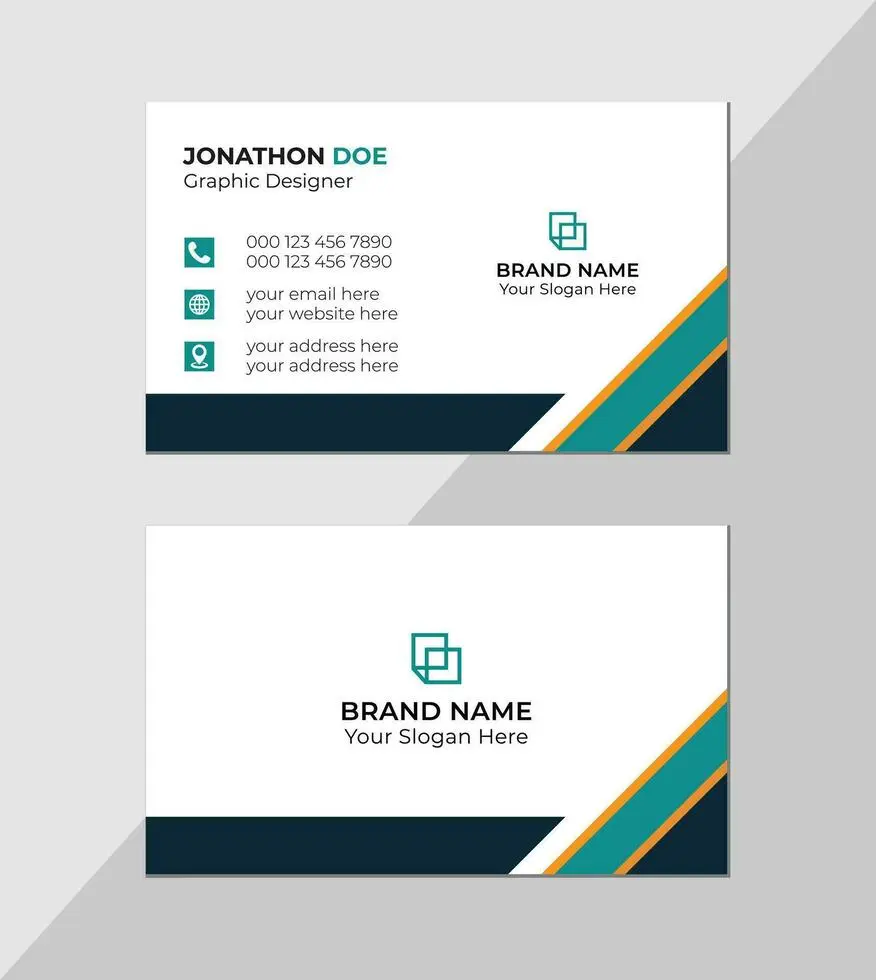 JONATHON DOE
Graphic Designer
000 123 456 7890
000 123 456 7890
your email here
your website here
your address here
your address here
BRAND NAME
Your Slogan Here
BRAND NAME
Your Slogan Here